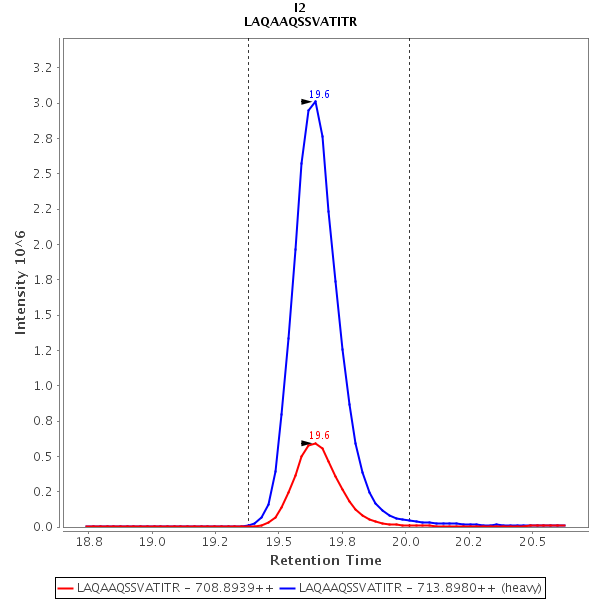 I2
LAQAAQSSVATITR
Intensity 10^6
3.2
3.0
2.8
2.5
2.2
2.0
1.8
1.5
1.2
1.0
0.8
0.5
0.2
0.0
19.6
19.6
18.8 19.0 19.2 19.5 19.8 20.0 20.2 20.5
Retention Time
LAQAAQSSVATITR - 708.8939++ LAQAAQSSVATITR - 713.8980++ (heavy)